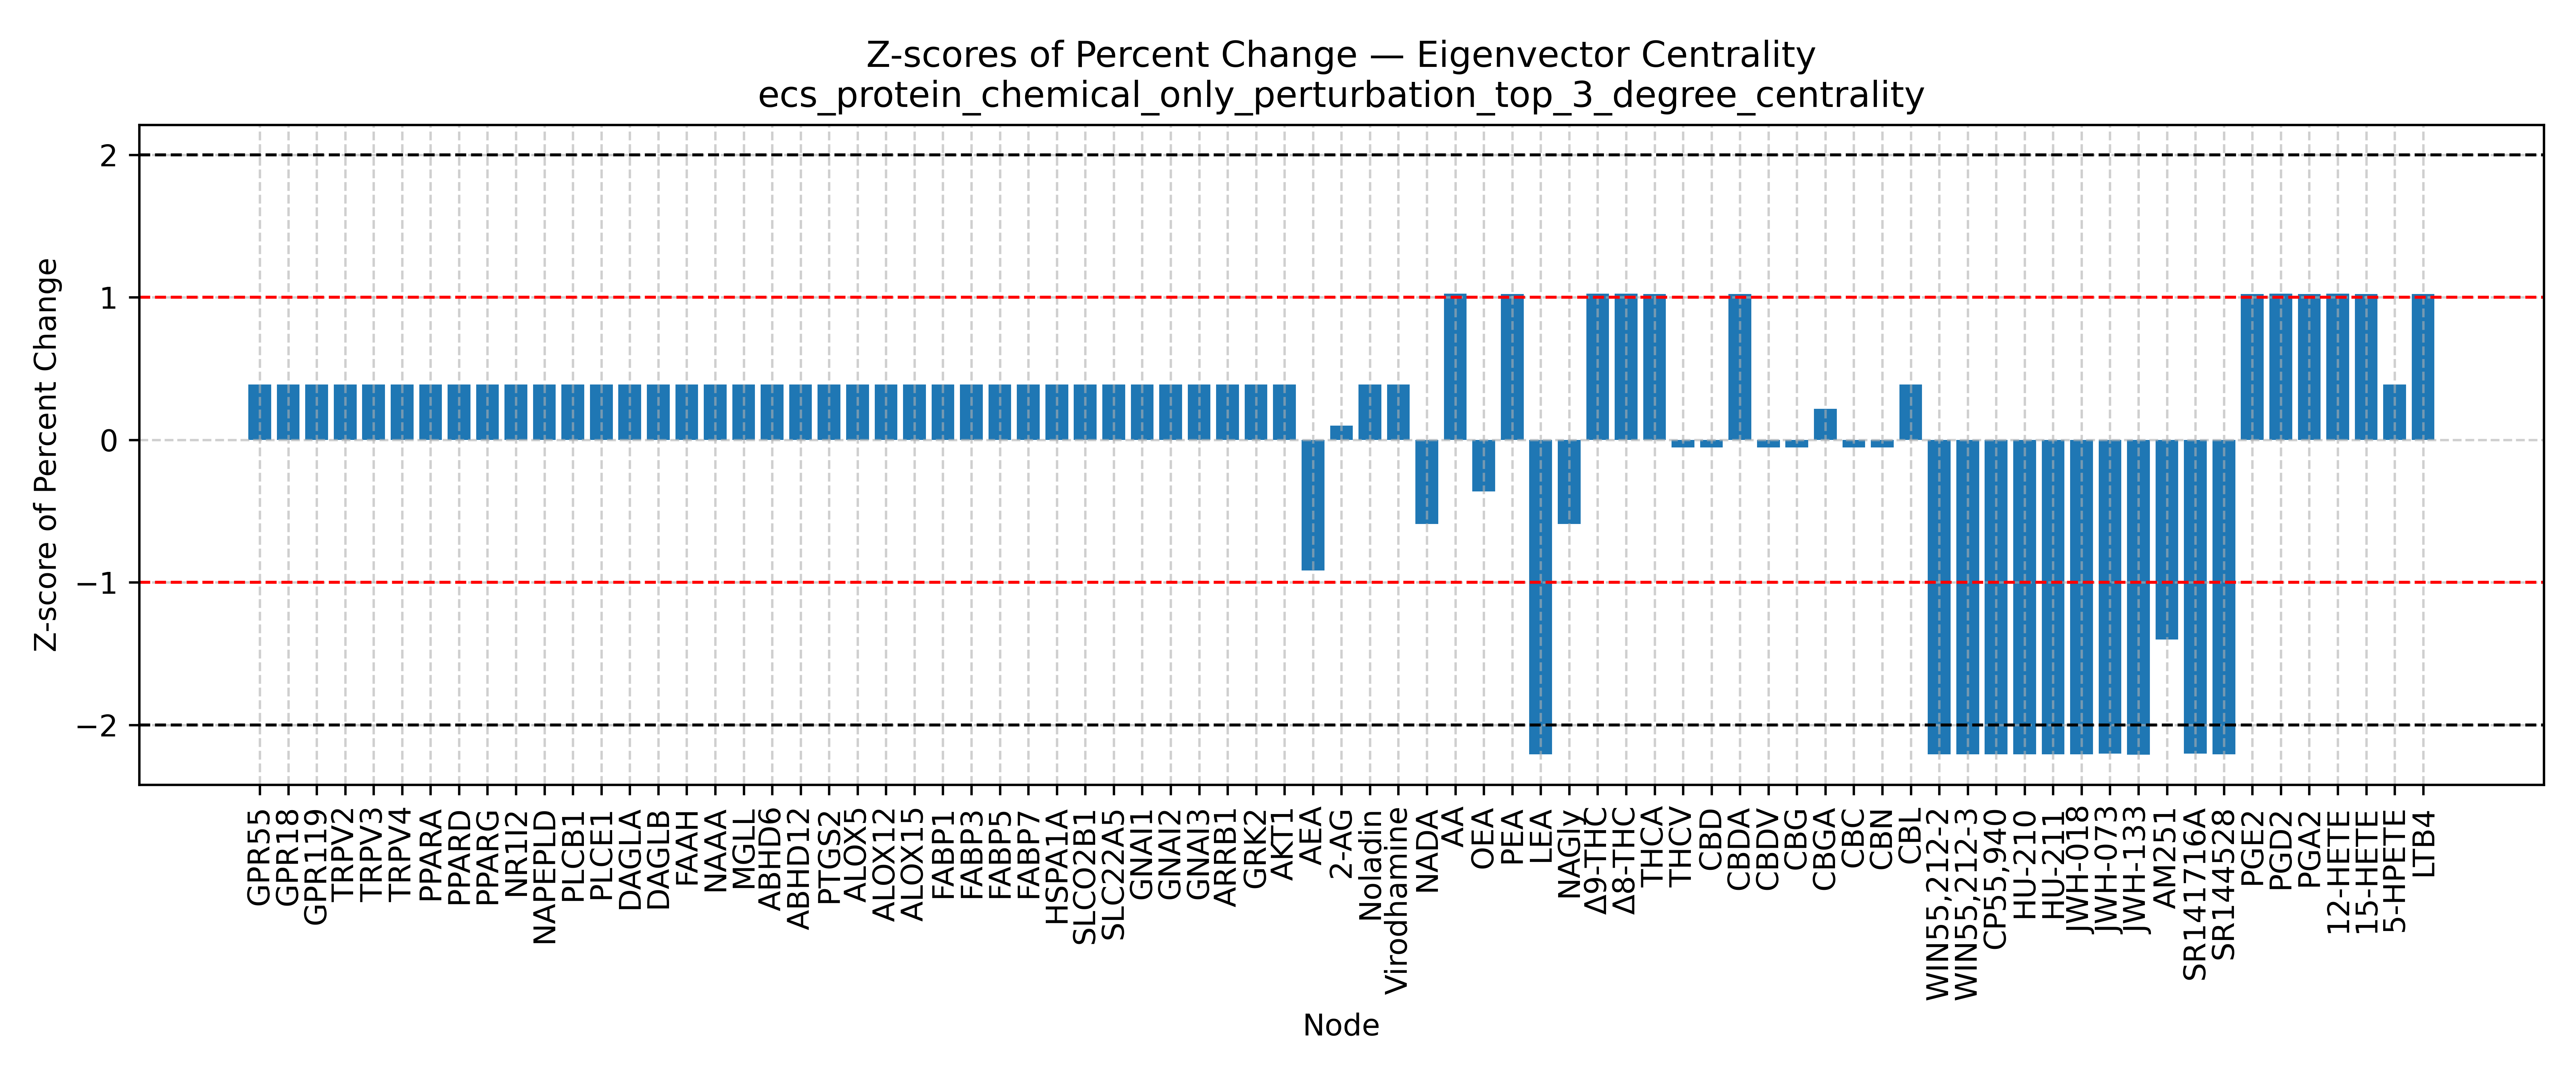 Z-scores of Percent Change — Eigenvector Centrality
ecs_protein_chemical_only_perturbation_top_3_degree_centrality
Z-score of Percent Change
2
1
0
−1
−2
GPR55
GPR18
GPR119
TRPV2
TRPV3
TRPV4
PPARA
PPARD
PPARG
NR1I2
NAPEPLD
PLCB1
PLCE1
DAGLA
DAGLB
FAAH
NAAA
MGLL
ABHD6
ABHD12
PTGS2
ALOX5
ALOX12
ALOX15
FABP1
FABP3
FABP5
FABP7
HSPA1A
SLCO2B1
SLC22A5
GNAI1
GNAI2
GNAI3
ARRB1
GRK2
AKT1
AEA
2-AG
Noladin
Virodhamine
NADA
AA
OEA
PEA
LEA
NAGly
Δ9-THC
Δ8-THC
THCA
THCV
CBD
CBDA
CBDV
CBG
CBGA
CBC
CBN
CBL
WIN55,212-2
WIN55,212-3
CP55,940
HU-210
HU-211
JWH-018
JWH-073
JWH-133
AM251
SR141716A
SR144528
PGE2
PGD2
PGA2
12-HETE
15-HETE
5-HPETE
LTB4
Node